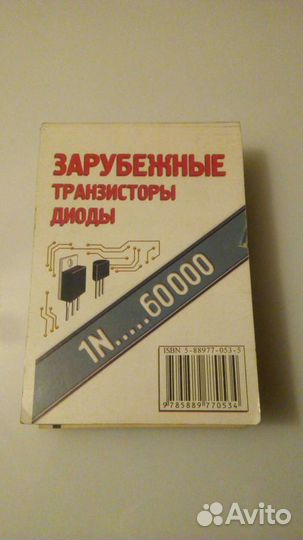 ЗАРУБЕЖНЫЕ
ТРАНЗИСТОРЫ
ДИОДЫ
1N.....60000
ISBN 5-88977-053-5
9785889770534
Avito